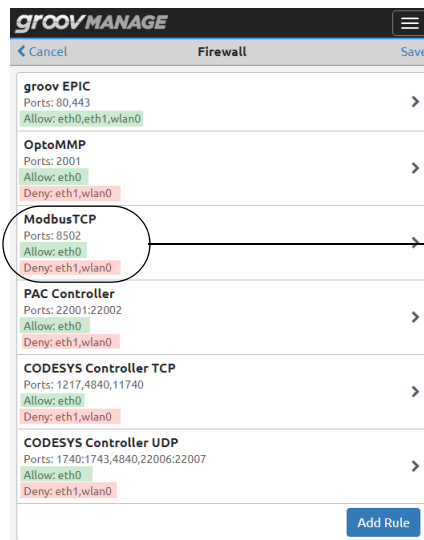 groov MANAGE
Cancel Firewall Save
groov EPIC
Ports: 80,443
Allow: eth0,eth1,wlan0
OptoMMP
Ports: 2001
Allow: eth0
Deny: eth1,wlan0
ModbusTCP
Ports: 8502
Allow: eth0
Deny: eth1,wlan0
PAC Controller
Ports: 22001:22002
Allow: eth0
Deny: eth1,wlan0
CODESYS Controller TCP
Ports: 1217,4840,11740
Allow: eth0
Deny: eth1,wlan0
CODESYS Controller UDP
Ports: 1740:1743,4840,22006:22007
Allow: eth0
Deny: eth1,wlan0
Add Rule